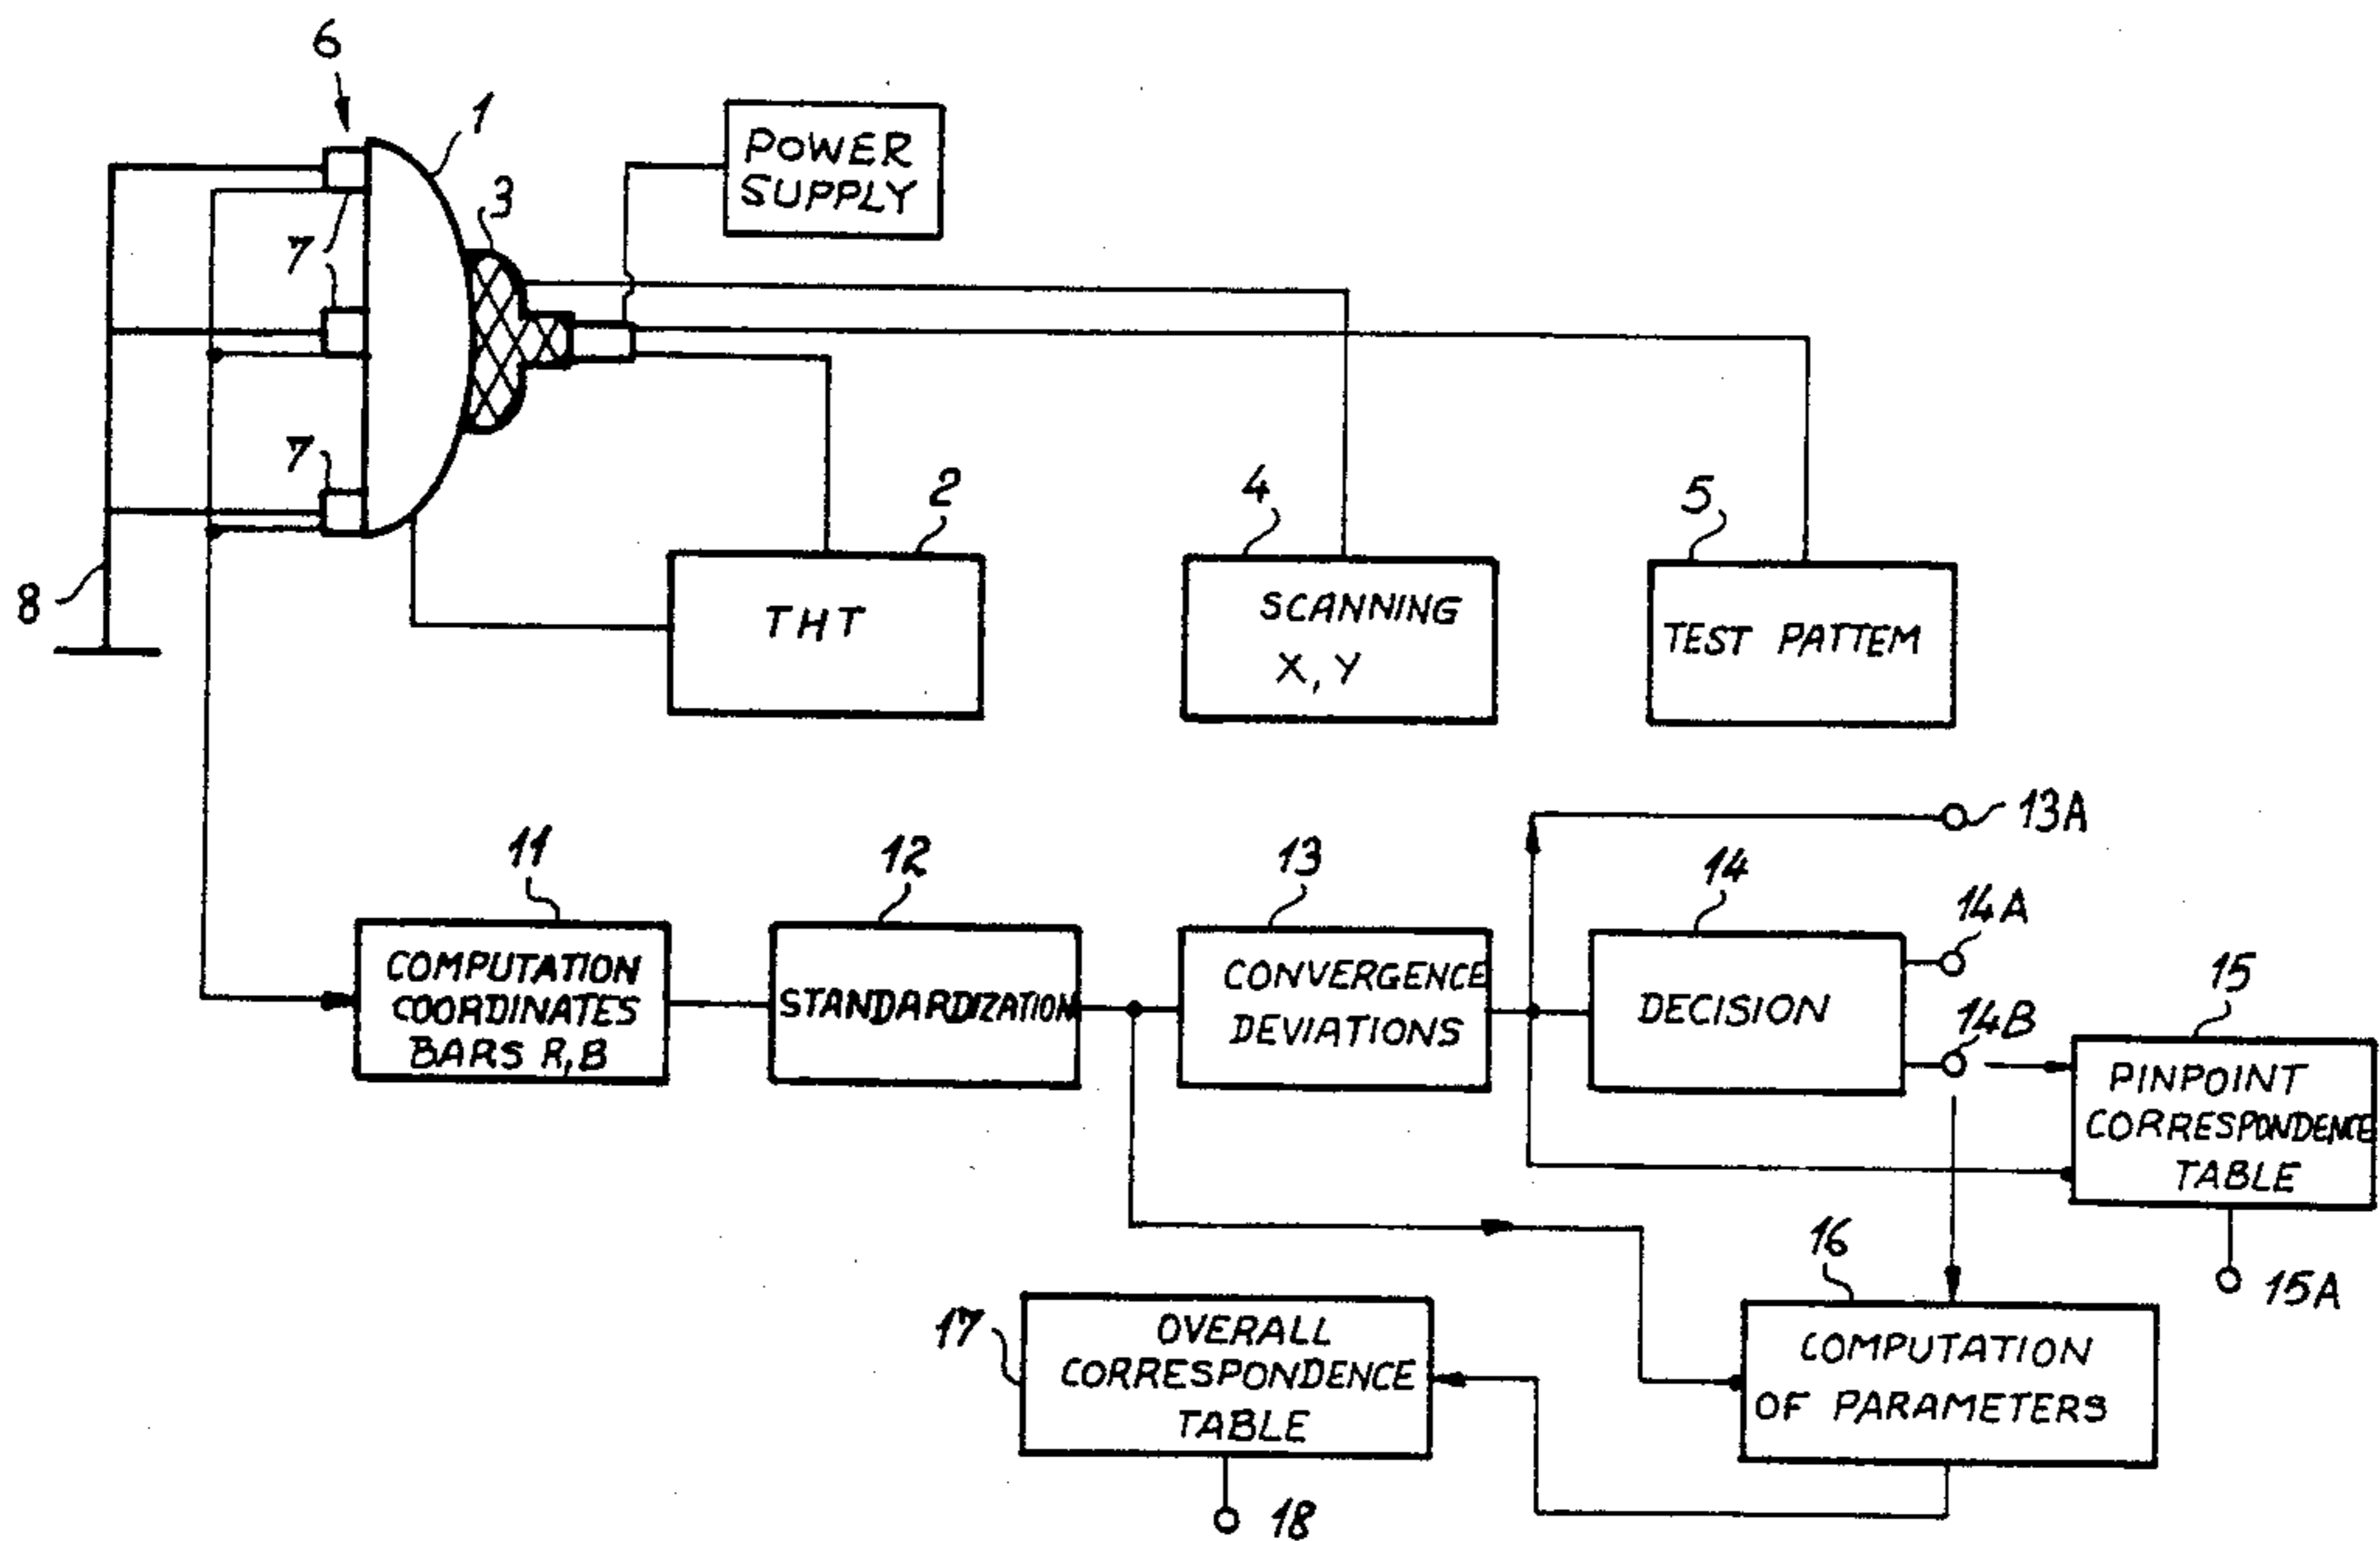 6
1
POWER
SUPPLY
3
7
7
2
4
5
8
THT
SCANNING
X, Y
TEST PATTEM
13A
11
12
13
14
14A
COMPUTATION
COORDINATES
BARS R, B
STANDARDIZATION
CONVERGENCE
DEVIATIONS
DECISION
14B
15
PINPOINT
CORRESPONDENCE
TABLE
16
15A
17
OVERALL
CORRESPONDENCE
TABLE
COMPUTATION
OF PARAMETERS
18